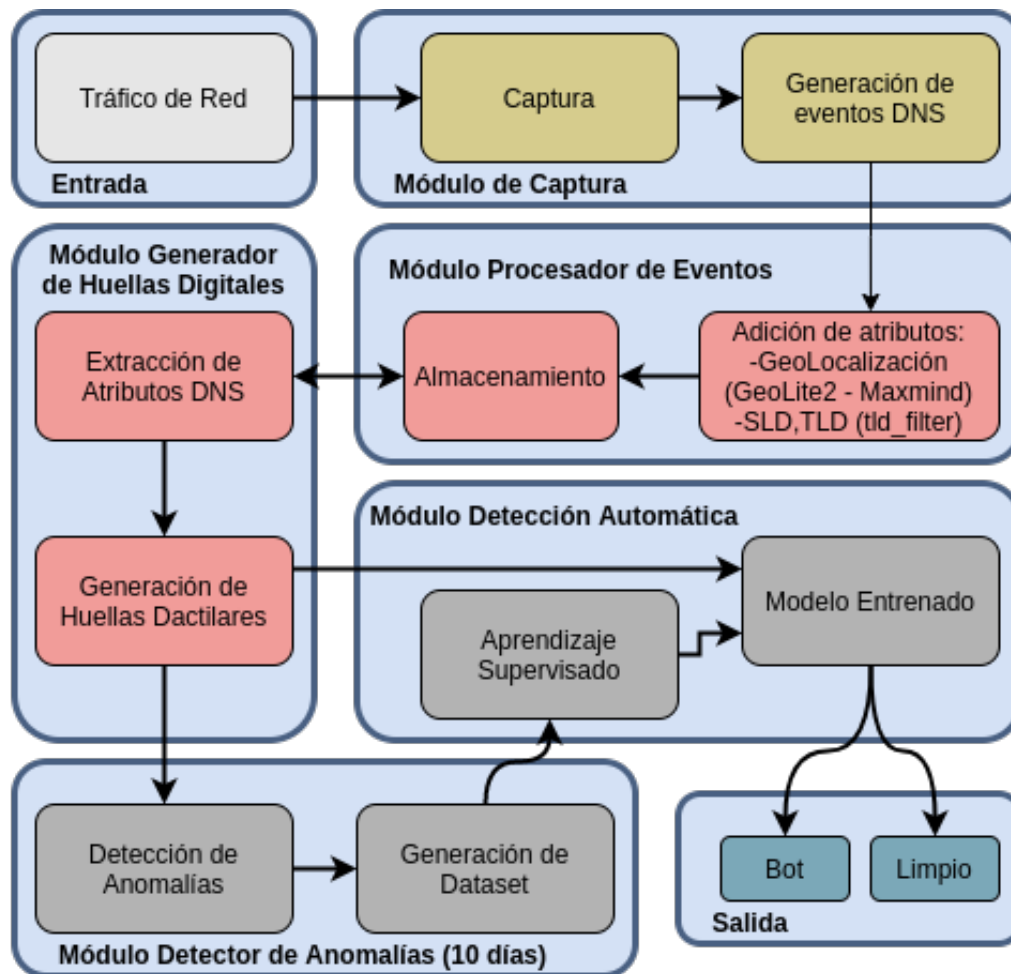 Tráfico de Red
Entrada
Captura
Generación de
eventos DNS
Módulo de Captura
Módulo Generador
de Huellas Digitales
Extracción de
Atributos DNS
Generación de
Huellas Dactilares
Módulo Procesador de Eventos
Almacenamiento
Adición de atributos:
-GeoLocalización
(GeoLite2 - Maxmind)
-SLD,TLD (tld_filter)
Módulo Detección Automática
Aprendizaje
Supervisado
Modelo Entrenado
Detección de
Anomalías
Generación de
Dataset
Módulo Detector de Anomalías (10 días)
Bot
Limpio
Salida